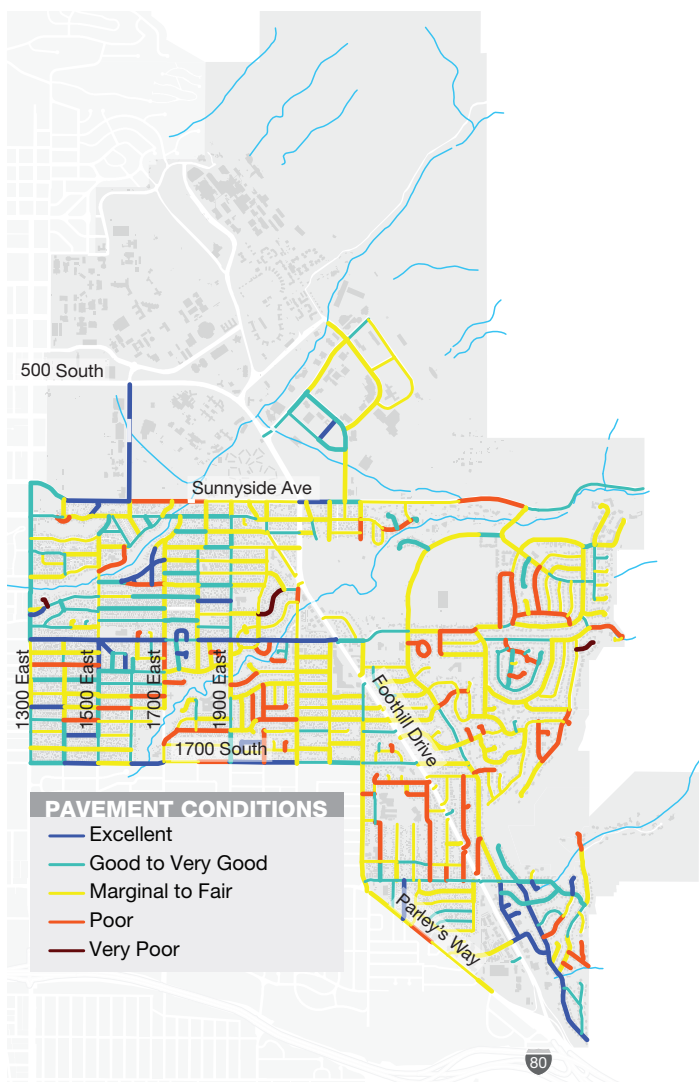 500 South
Sunnyside Ave
1300 East
1500 East
1700 East
1900 East
Foothill Drive
1700 South
PAVEMENT CONDITIONS
Excellent
Good to Very Good
Marginal to Fair
Poor
Very Poor
Parley's Way
80